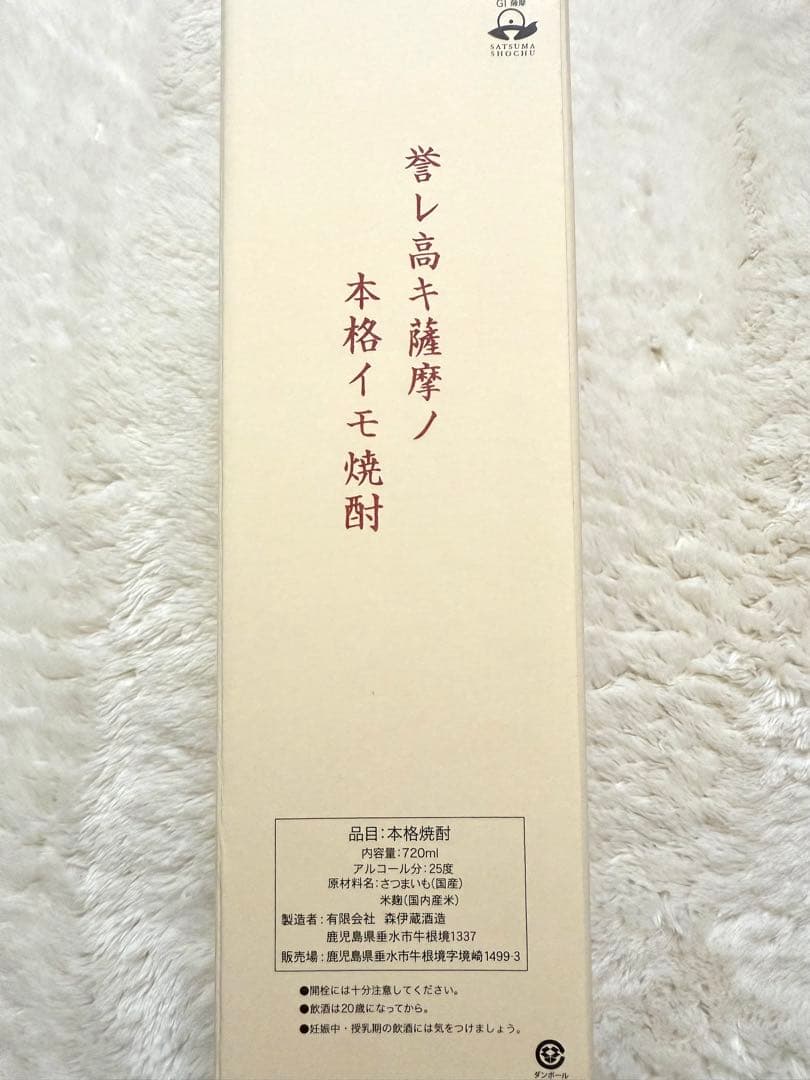 GI 薩摩
SATSUMA
SHOCHU
誉レ高キ薩摩ノ
本格イモ焼酎
品目:本格焼酎
内容量:720ml
アルコール分:25度
原材料名:さつまいも(国産)
米麹(国内産米)
製造者:有限会社 森伊蔵酒造
鹿児島県垂水市牛根境1337
販売場:鹿児島県垂水市牛根境字境崎1499-3
●開栓には十分注意してください。
●飲酒は20歳になってから。
●妊娠中・授乳期の飲酒には気をつけましょう。
ダンボール